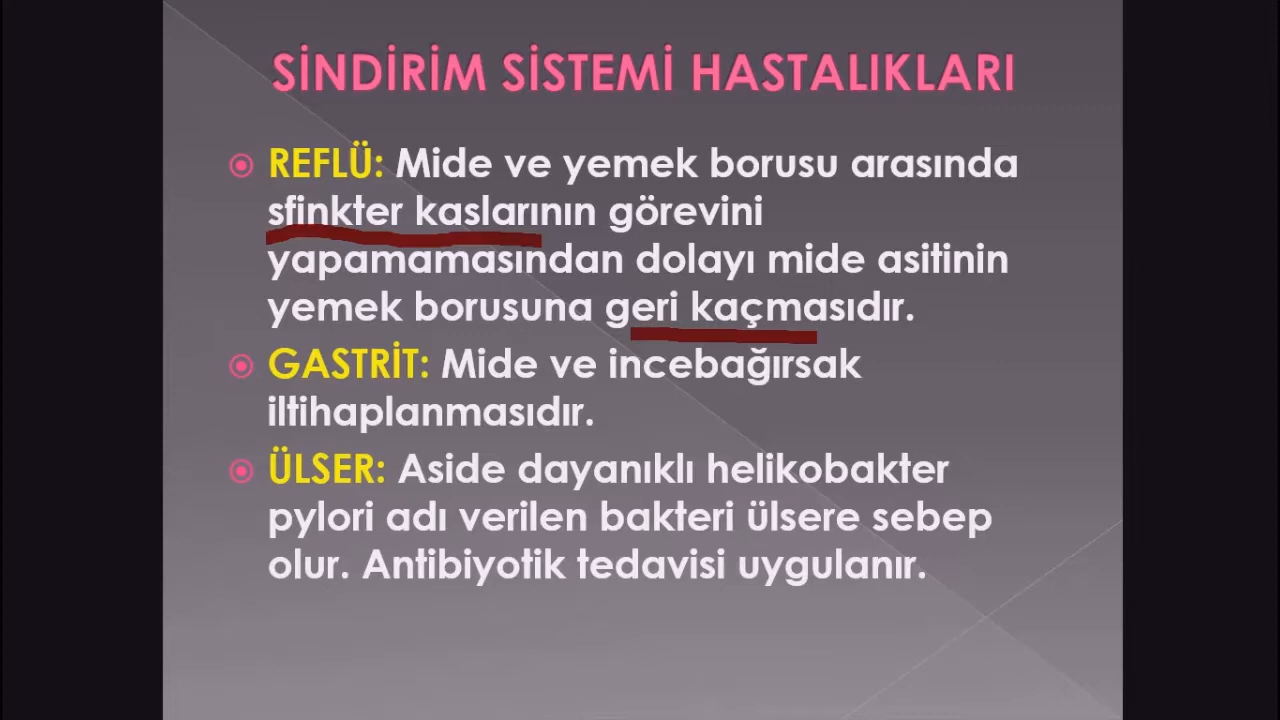 SİNDİRİM SİSTEMİ HASTALIKLARI
REFLÜ: Mide ve yemek borusu arasında
sfinkter kaslarının görevini
yapamamasından dolayı mide asitinin
yemek borusuna geri kaçmasıdır.
GASTRİT: Mide ve incebağırsak
iltihaplanmasıdır.
ÜLSER: Aside dayanıklı helikobakter
pylori adı verilen bakteri ülsere sebep
olur. Antibiyotik tedavisi uygulanır.